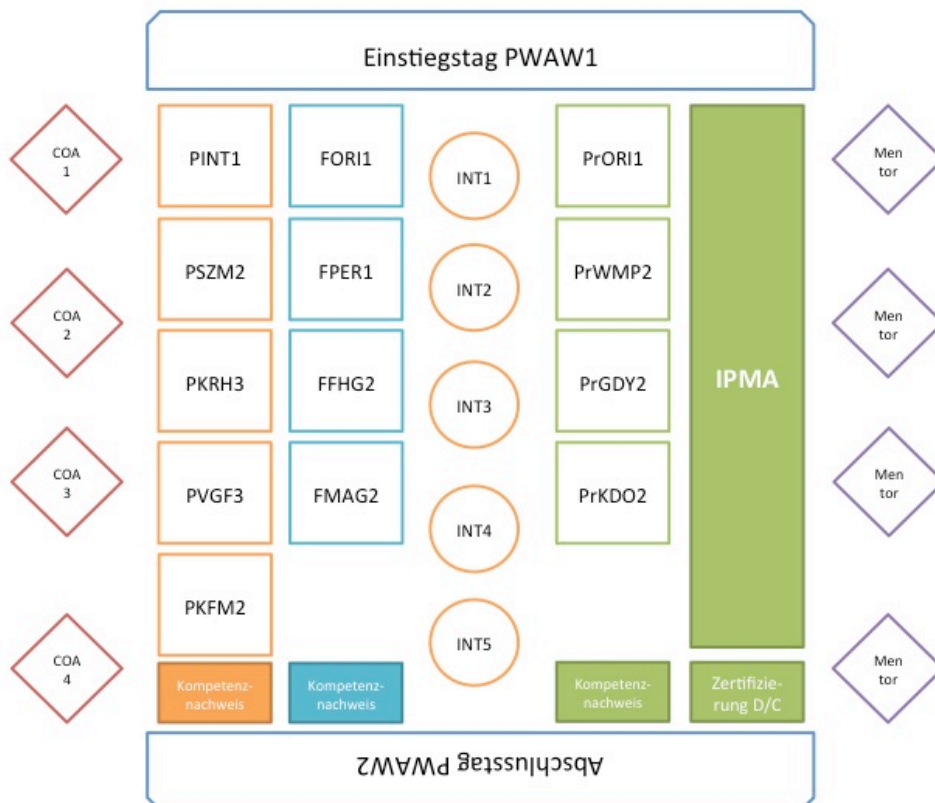 Einstiegstag PWAW1
COA
1
PINT1
FORI1
INT1
PrORI1
Men
tor
COA
2
PSZM2
FPER1
INT2
PrWMP2
Men
tor
PKRH3
FFHG2
INT3
PrGDY2
IPMA
COA
3
PVGF3
FMAG2
INT4
PrKDO2
Men
tor
COA
4
PKFM2
INT5
Men
tor
Kompetenz-
nachweis
Kompetenz-
nachweis
Kompetenz-
nachweis
Zertifizie-
rung D/C
Abschlusstag PWAW2